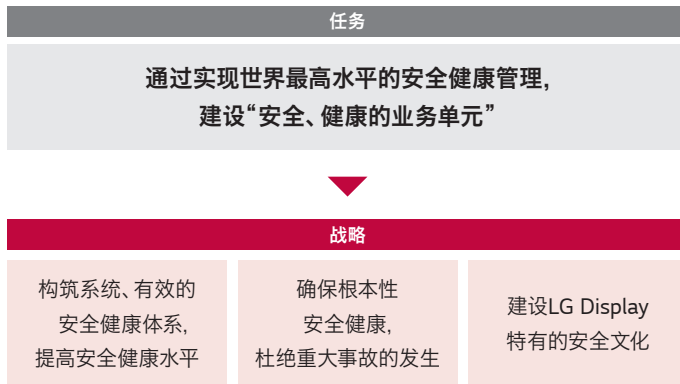 任务
通过实现世界最高水平的安全健康管理,
建设“安全、健康的业务单元”
战略
构筑系统、有效的
安全健康体系,
提高安全健康水平
确保根本性
安全健康,
杜绝重大事故的发生
建设LG Display
特有的安全文化